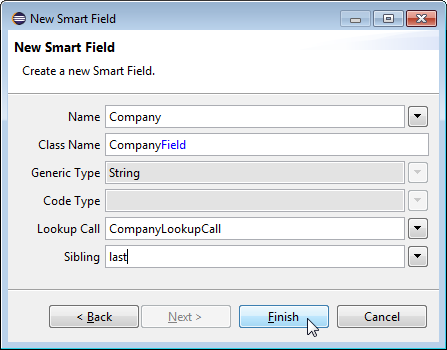 New Smart Field
New Smart Field
Create a new Smart Field.
Name Company
Class Name CompanyField
Generic Type String
Code Type
Lookup Call CompanyLookupCall
Sibling last
< Back Next > Finish Cancel